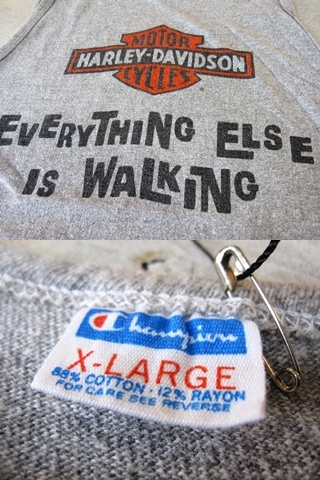 MOTOR
HARLEY-DAVIDSON
CYCLES
EVERYTHING ELSE
IS WALKING
Champion
X-LARGE
88% COTTON·12% RAYON
FOR CARE SEE REVERSE